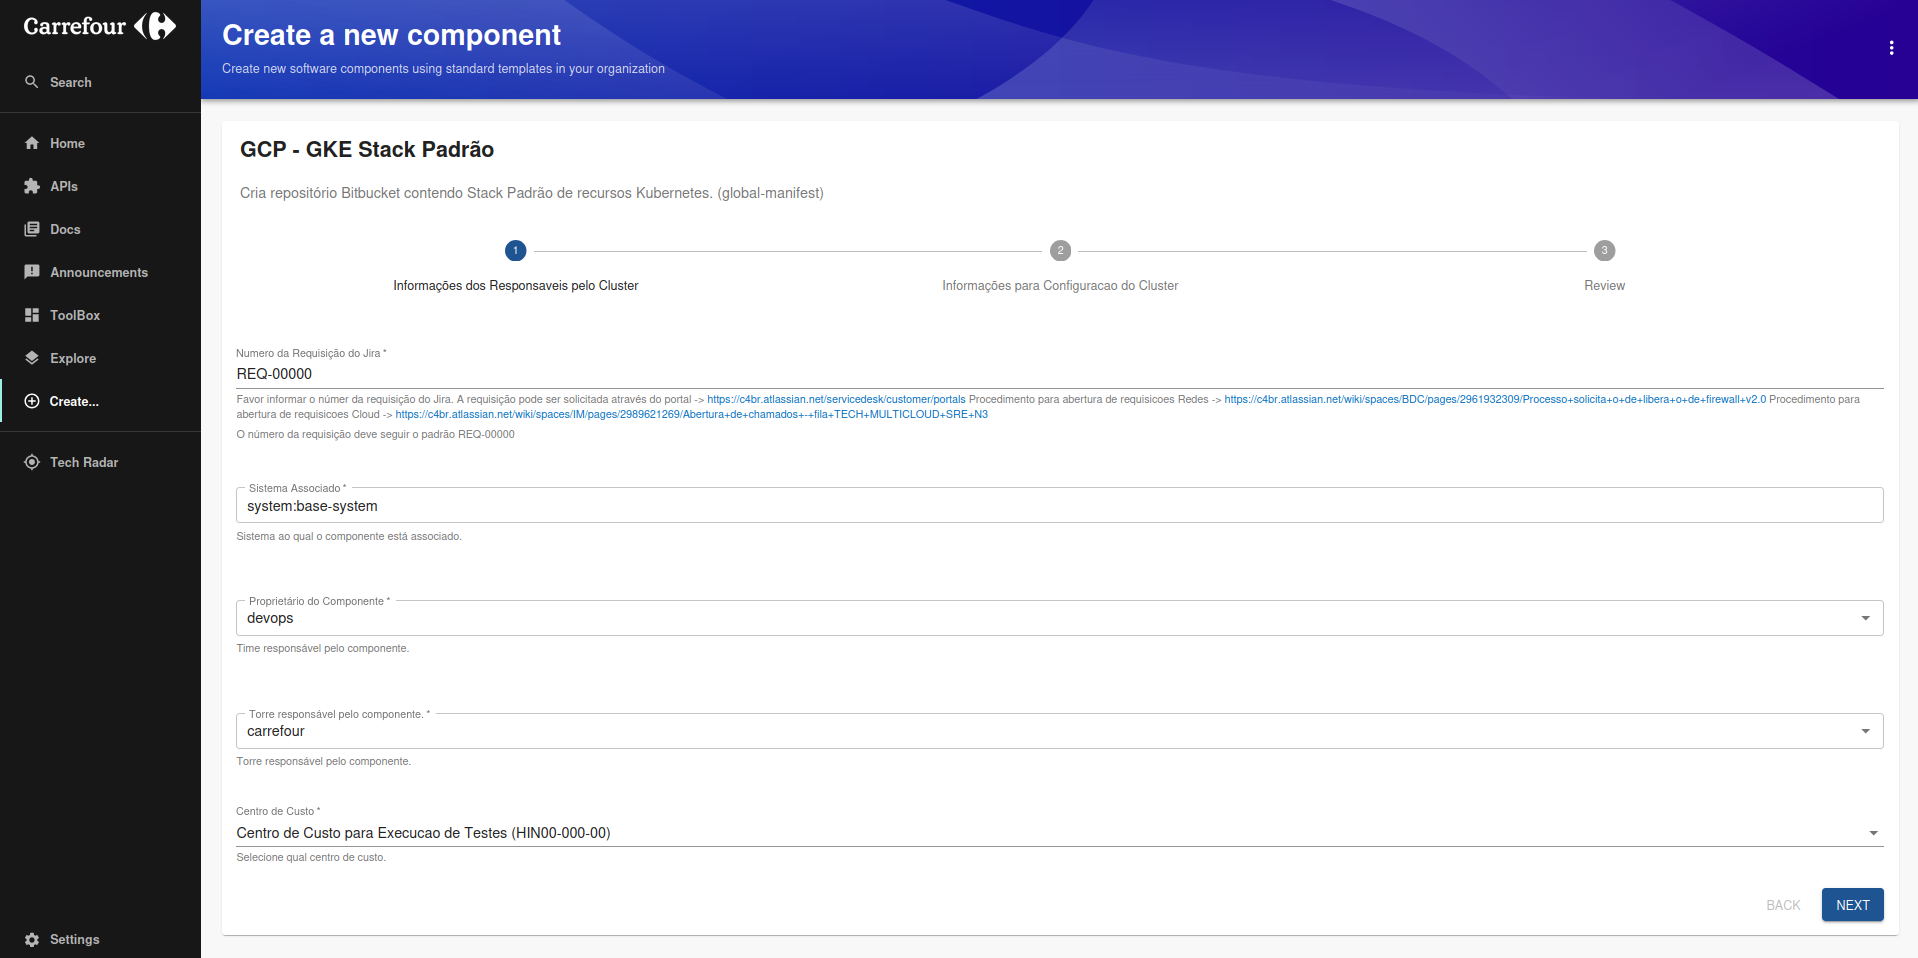 Carrefour
Search
Home
APIs
Docs
Announcements
ToolBox
Explore
Create...
Tech Radar
Settings
Create a new component
Create new software components using standard templates in your organization
GCP - GKE Stack Padrão
Cria repositório Bitbucket contendo Stack Padrão de recursos Kubernetes. (global-manifest)
1
2
3
Informações dos Responsaveis pelo Cluster
Informações para Configuracao do Cluster
Review
Numero da Requisição do Jira *
REQ-00000
Favor informar o númer da requisição do Jira. A requisição pode ser solicitada através do portal -> https://c4br.atlassian.net/servicedesk/customer/portals Procedimento para abertura de requisicoes Redes -> https://c4br.atlassian.net/wiki/spaces/BDC/pages/2961932309/Processo+solicita+o+de+libera+o+de+firewall+v2.0 Procedimento para
abertura de requisicoes Cloud -> https://c4br.atlassian.net/wiki/spaces/IM/pages/2989621269/Abertura+de+chamados+-+fila+TECH+MULTICLOUD+SRE+N3
O número da requisição deve seguir o padrão REQ-00000
Sistema Associado *
system:base-system
Sistema ao qual o componente está associado.
Proprietário do Componente *
devops
Time responsável pelo componente.
Torre responsável pelo componente. *
carrefour
Torre responsável pelo componente.
Centro de Custo *
Centro de Custo para Execucao de Testes (HIN00-000-00)
Selecione qual centro de custo.
BACK
NEXT